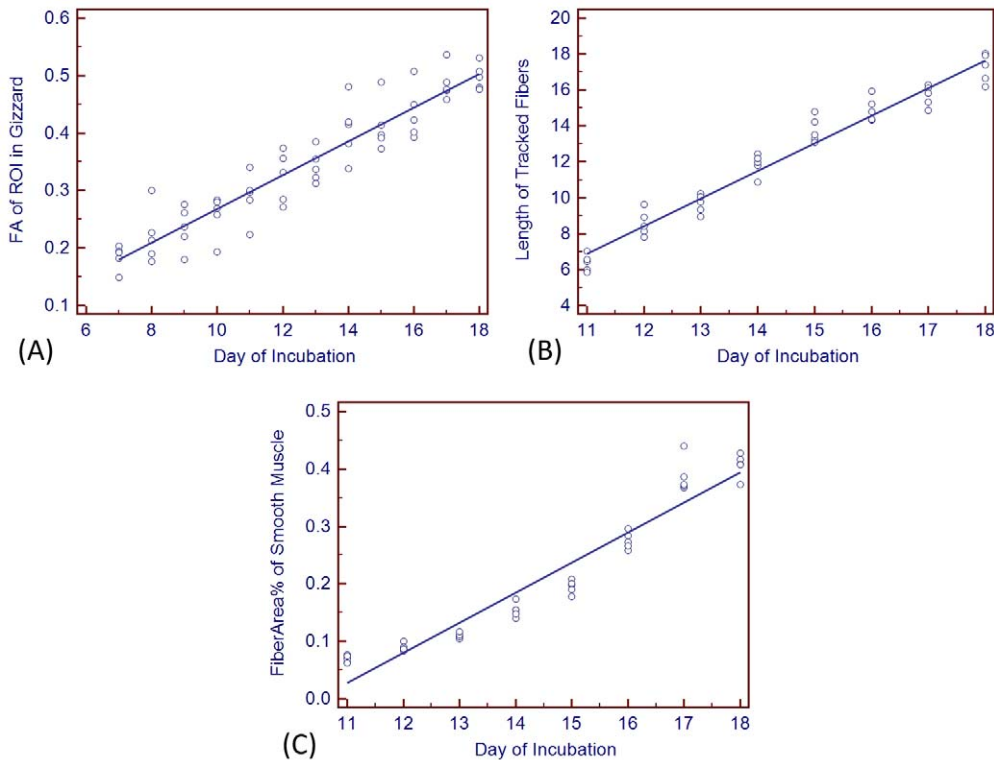 0.6
0.5
0.4
0.3
0.2
0.1
FA of ROI in Gizzard
6 8 10 12 14 16 18
Day of Incubation
(A)
20
18
16
14
12
10
8
6
4
Length of Tracked Fibers
11 12 13 14 15 16 17 18
Day of Incubation
(B)
0.5
0.4
0.3
0.2
0.1
0.0
FiberArea% of Smooth Muscle
11 12 13 14 15 16 17 18
Day of Incubation
(C)